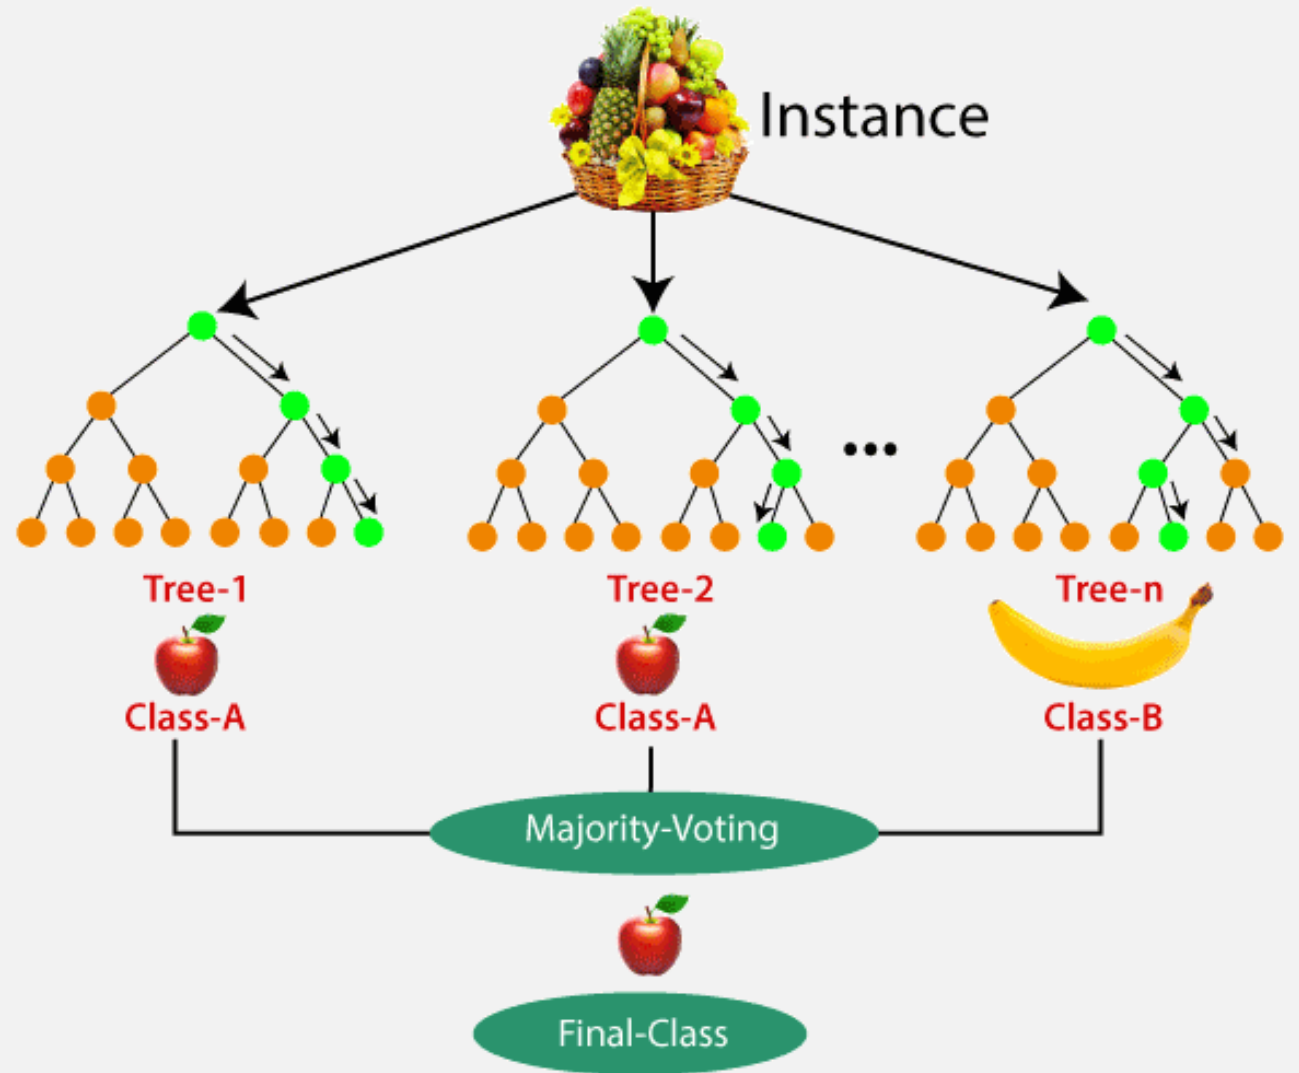 Instance
...
Tree-1
Tree-2
Tree-n
Class-A
Class-A
Class-B
Majority-Voting
Final-Class